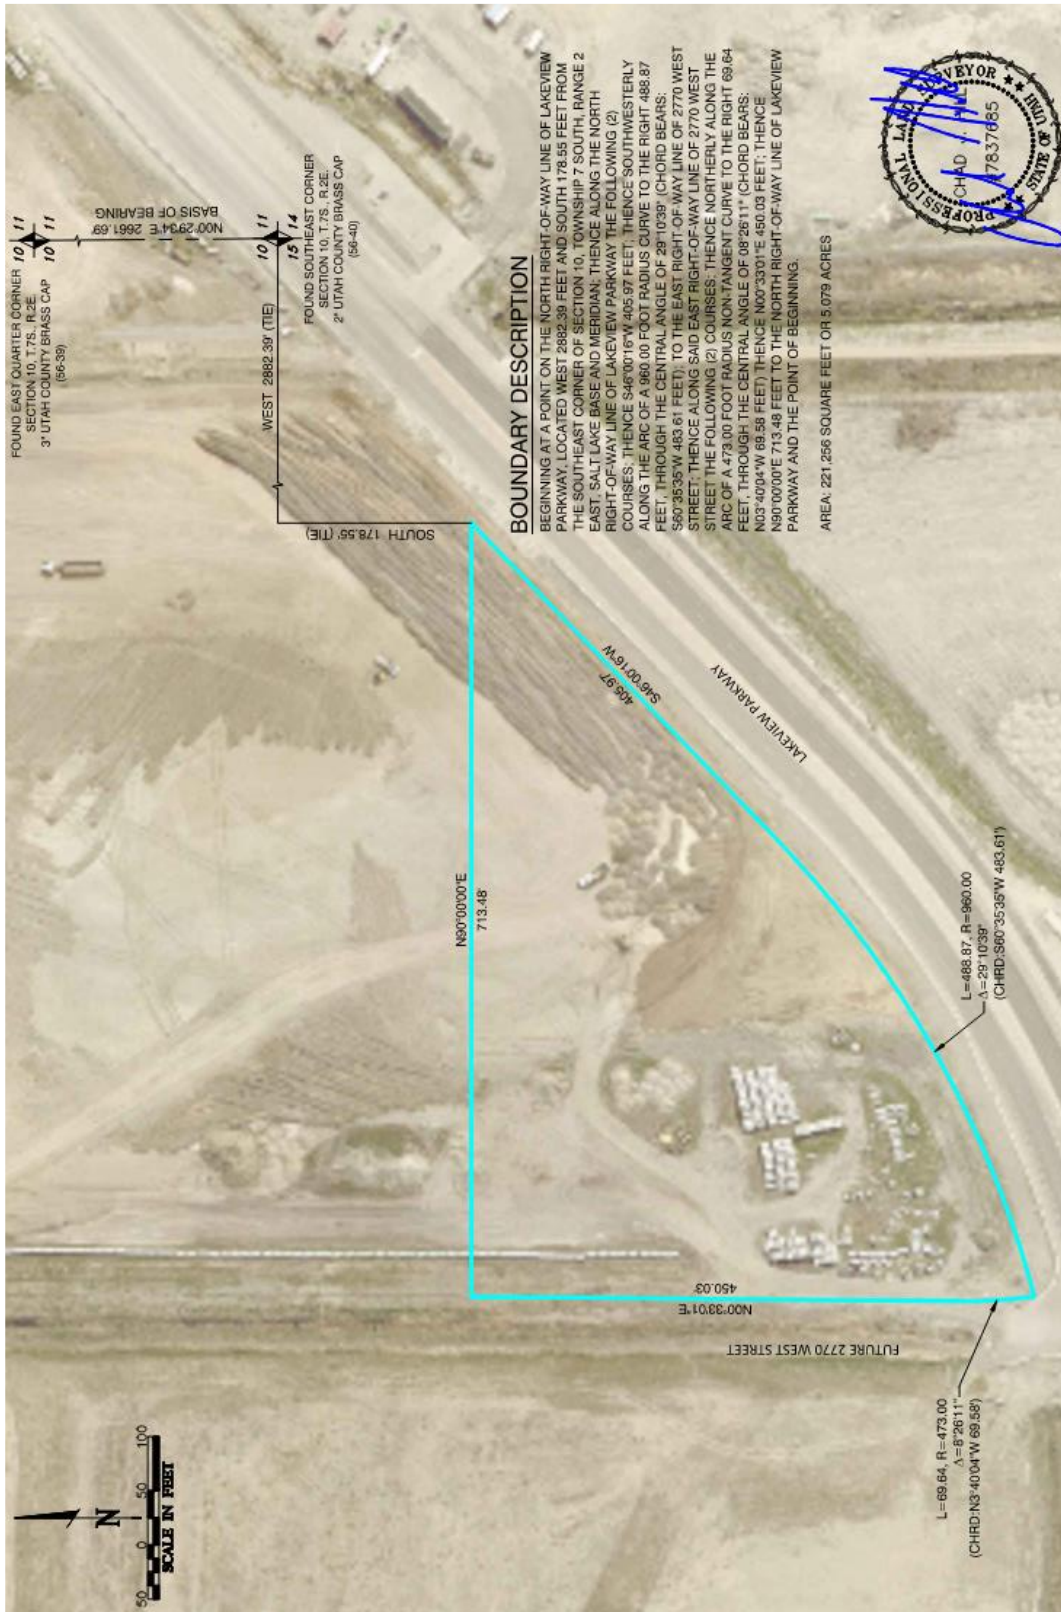 FOUND EAST QUARTER CORNER
SECTION 10, T.7S., R.2E.
3" UTAH COUNTY BRASS CAP
(56-39)
10 11
10 11
N00°29'34"E 2661.69'
BASIS OF BEARING
10 11
15 14
FOUND SOUTHEAST CORNER
SECTION 10, T.7S., R.2E.
2" UTAH COUNTY BRASS CAP
(56-40)
WEST 2882.39' (TIE)
SOUTH 178.55' (TIE)
BOUNDARY DESCRIPTION
BEGINNING AT A POINT ON THE NORTH RIGHT-OF-WAY LINE OF LAKEVIEW
PARKWAY, LOCATED WEST 2882.39 FEET AND SOUTH 178.55 FEET FROM
THE SOUTHEAST CORNER OF SECTION 10, TOWNSHIP 7 SOUTH, RANGE 2
EAST, SALT LAKE BASE AND MERIDIAN; THENCE ALONG THE NORTH
RIGHT-OF-WAY LINE OF LAKEVIEW PARKWAY THE FOLLOWING (2)
COURSES: THENCE S46°00'16"W 405.97 FEET; THENCE SOUTHWESTERLY
ALONG THE ARC OF A 960.00 FOOT RADIUS CURVE TO THE RIGHT 488.87
FEET, THROUGH THE CENTRAL ANGLE OF 29°10'39" (CHORD BEARS:
S60°35'35"W 483.61 FEET); TO THE EAST RIGHT-OF-WAY LINE OF 2770 WEST
STREET; THENCE ALONG SAID EAST RIGHT-OF-WAY LINE OF 2770 WEST
STREET THE FOLLOWING (2) COURSES: THENCE NORTHERLY ALONG THE
ARC OF A 473.00 FOOT RADIUS NON-TANGENT CURVE TO THE RIGHT 69.64
FEET, THROUGH THE CENTRAL ANGLE OF 08°26'11" (CHORD BEARS:
N03°40'04"W 69.58 FEET) THENCE N00°33'01"E 450.03 FEET; THENCE
N90°00'00"E 713.48 FEET TO THE NORTH RIGHT-OF-WAY LINE OF LAKEVIEW
PARKWAY AND THE POINT OF BEGINNING.
AREA: 221,256 SQUARE FEET OR 5.079 ACRES
PROFESSIONAL LAND SURVEYOR
CHAD
STATE OF UTAH
N90°00'00"E
713.48'
S46°00'16"W
405.97'
LAKEVIEW PARKWAY
L=488.87, R=960.00
Δ=29°10'39"
(CHRD:S60°35'35"W 483.61')
450.03'
N00°33'01"E
FUTURE 2770 WEST STREET
L=69.64, R=473.00
Δ=8°26'11"
(CHRD:N3°40'04"W 69.58')
N
50 0 50 100
SCALE IN FEET